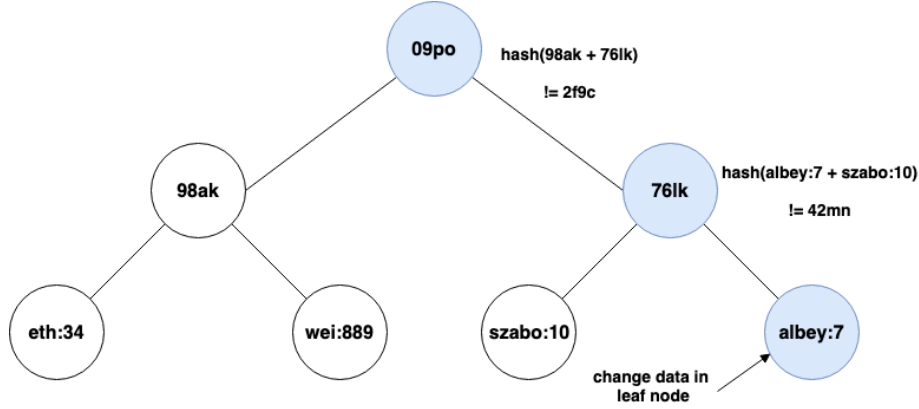 09po
hash(98ak + 76lk)
!= 2f9c
98ak
76lk
hash(albey:7 + szabo:10)
!= 42mn
eth:34
wei:889
szabo:10
albey:7
change data in
leaf node